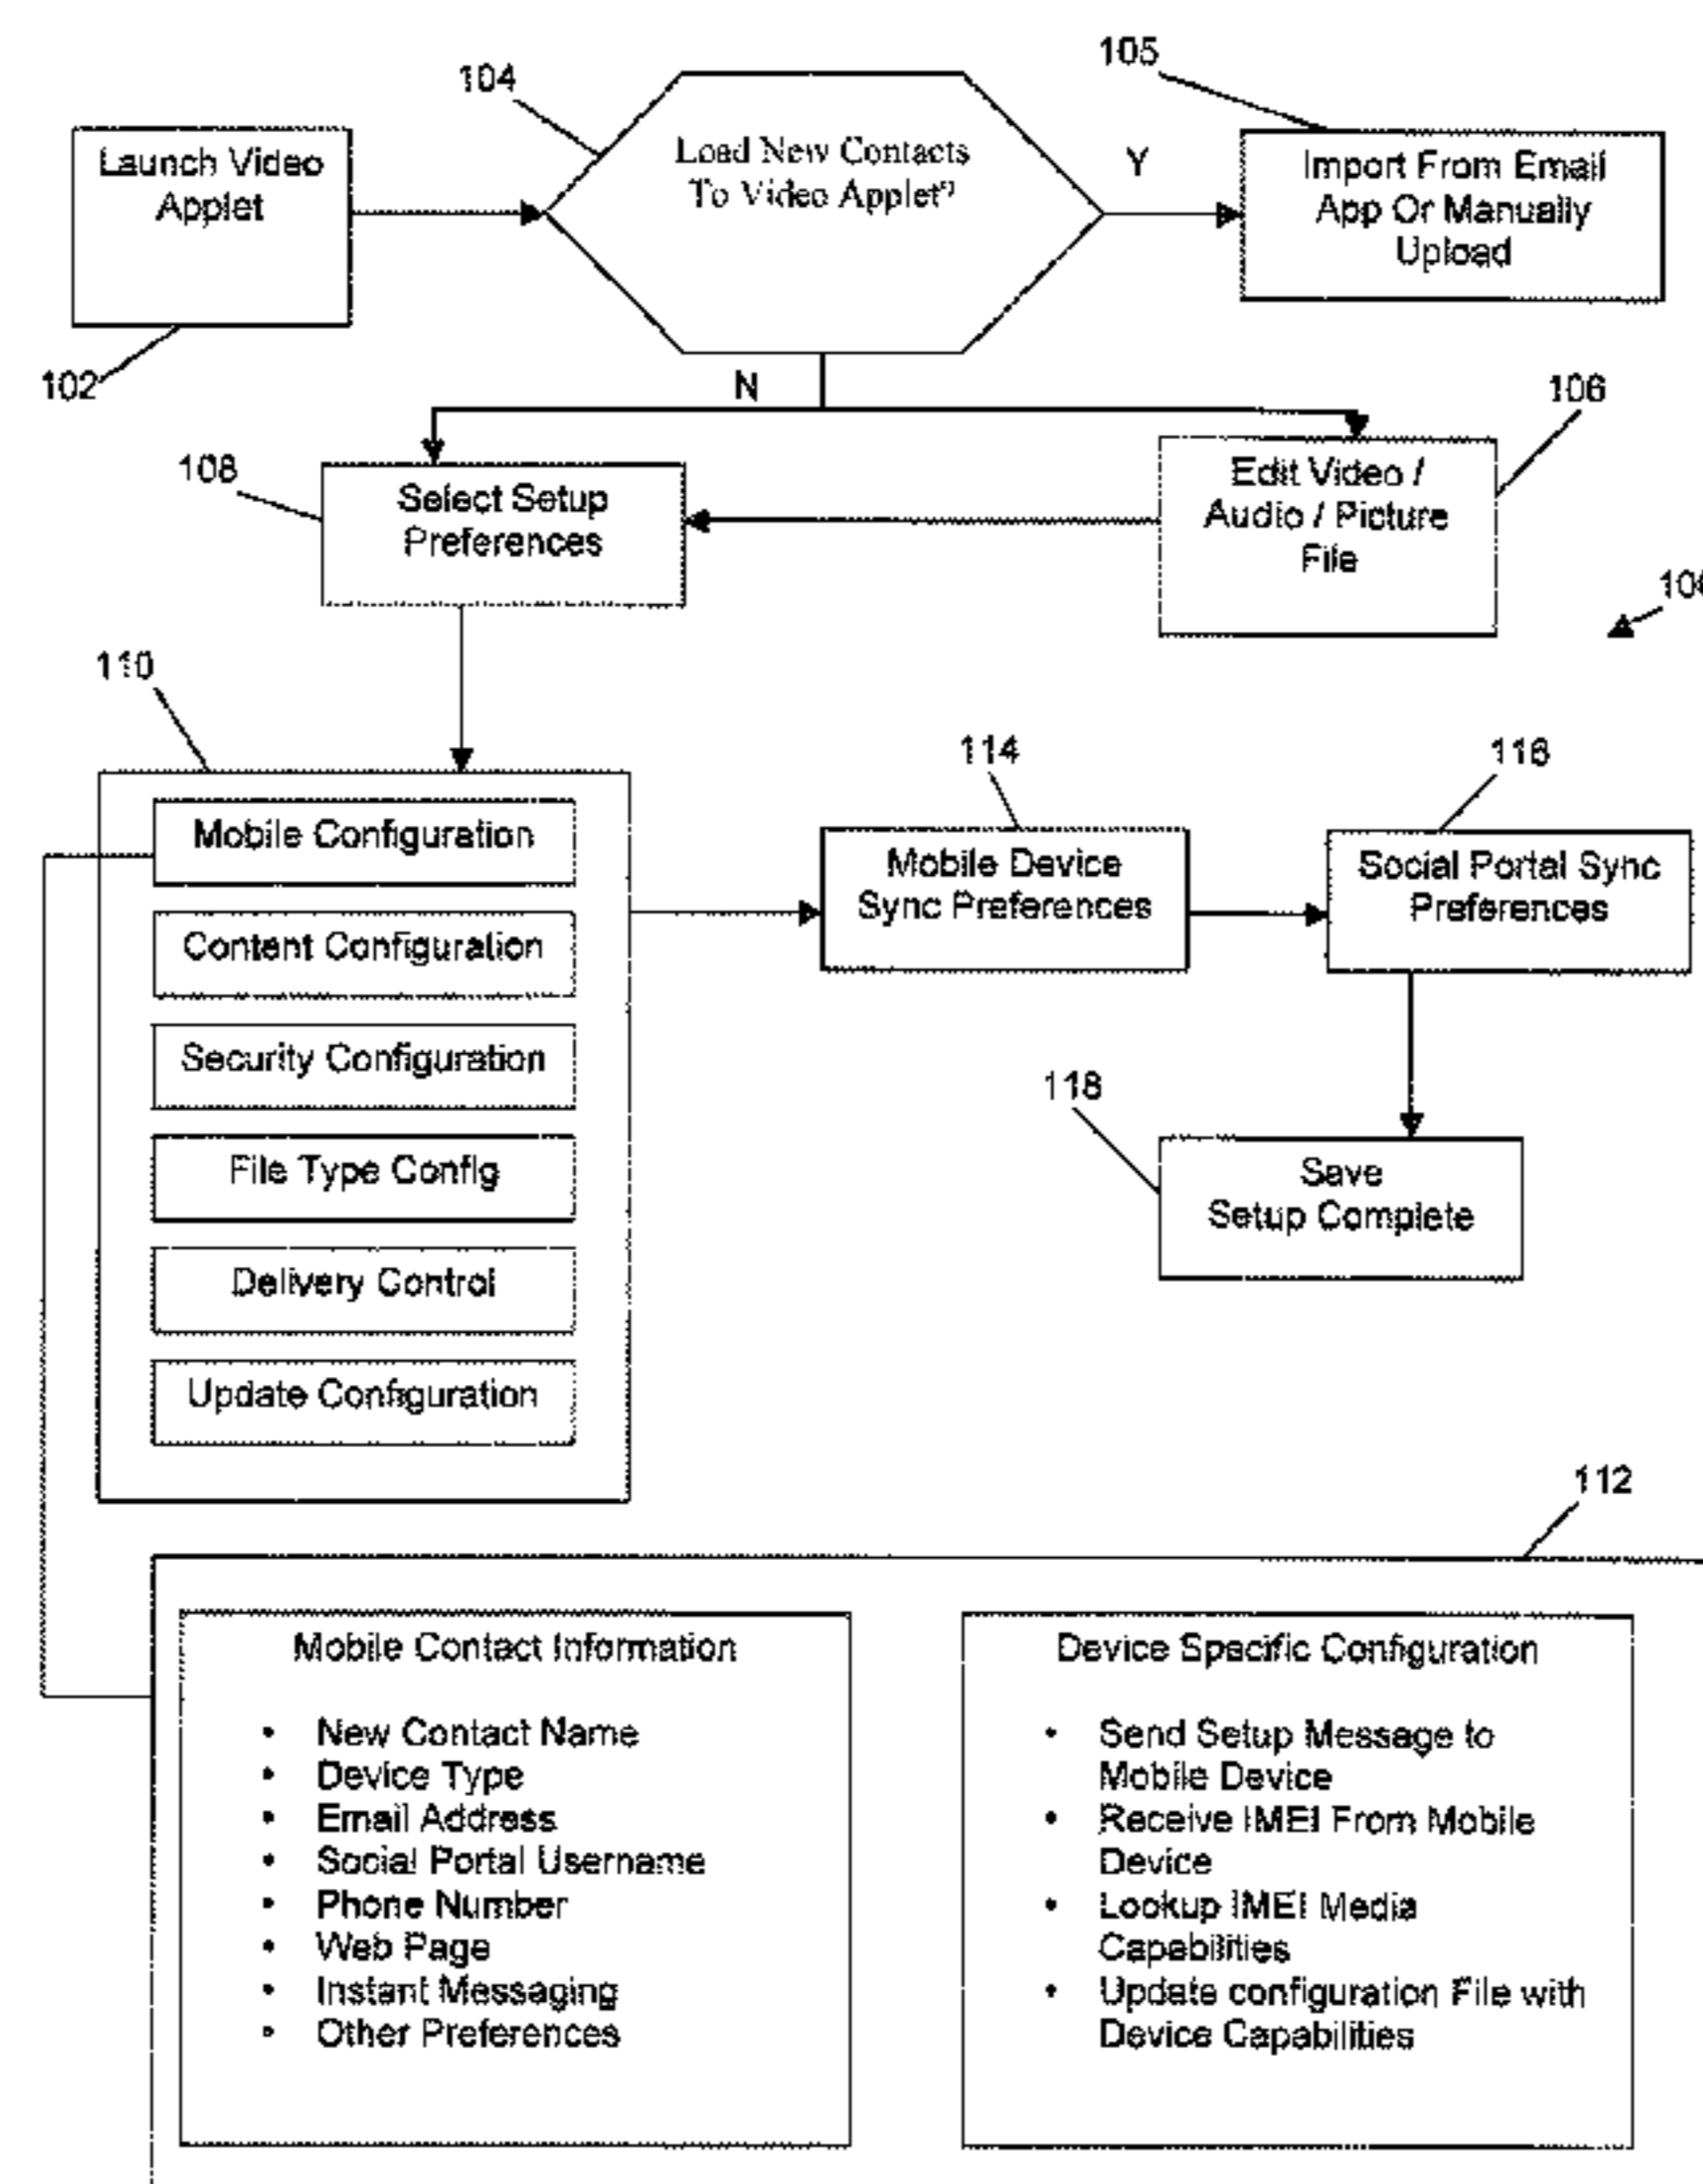 104
105
Launch Video
Applet
Load New Contacts
To Video Applet?
Y
Import From Email
App Or Manually
Upload
102
N
106
108
Select Setup
Preferences
Edit Video /
Audio / Picture
File
110
114
116
Mobile Configuration
Content Configuration
Security Configuration
File Type Config
Delivery Control
Update Configuration
Mobile Device
Sync Preferences
Social Portal Sync
Preferences
118
Save
Setup Complete
112
Mobile Contact Information
• New Contact Name
• Device Type
• Email Address
• Social Portal Username
• Phone Number
• Web Page
• Instant Messaging
• Other Preferences
Device Specific Configuration
• Send Setup Message to
Mobile Device
• Receive IMEI From Mobile
Device
• Lookup IMEI Media
Capabilities
• Update configuration File with
Device Capabilities